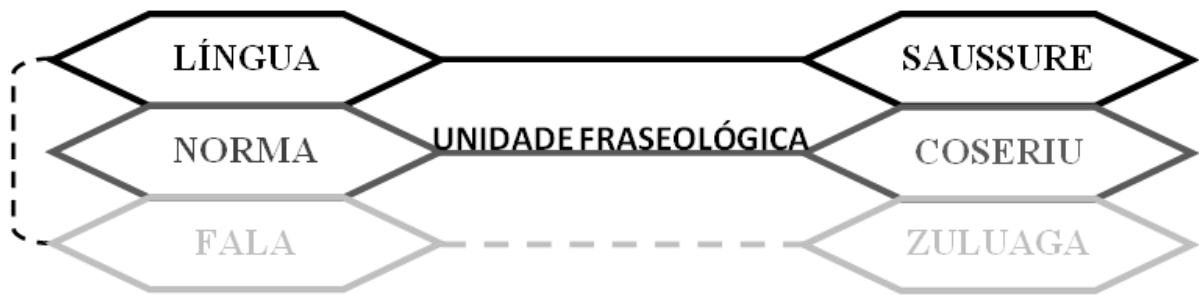 LÍNGUA SAUSSURE
NORMA UNIDADE FRASEOLÓGICA COSERIU
FALA ZULUAGA